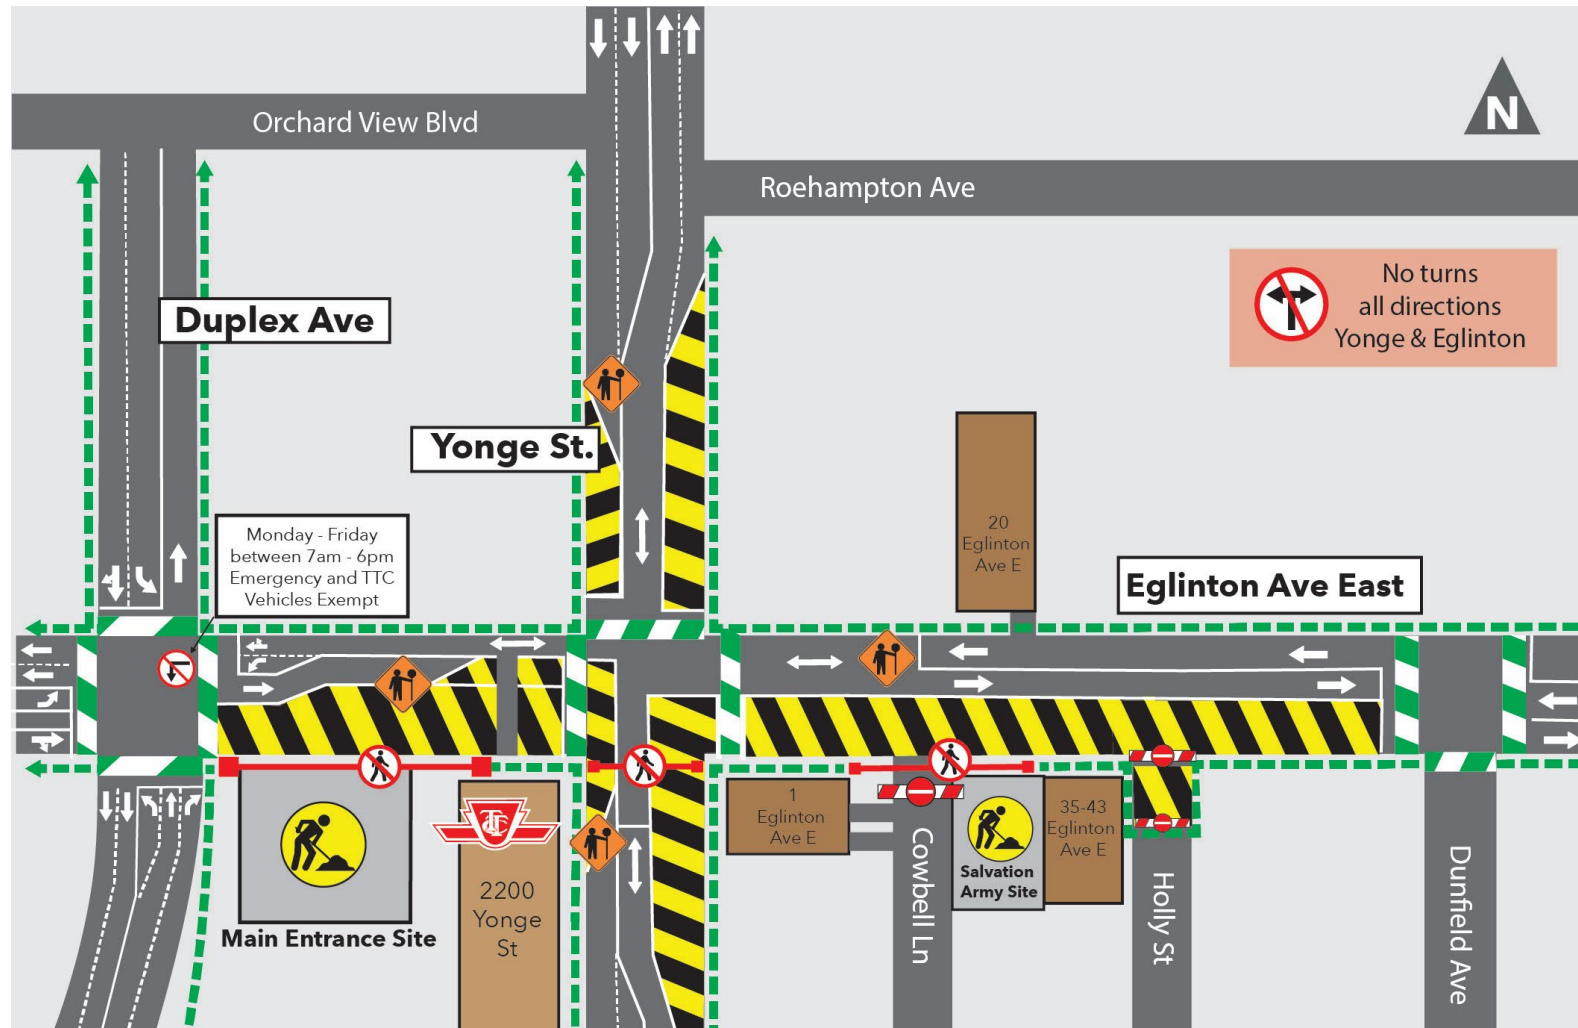 Orchard View Blvd
N
Roehampton Ave
No turns
all directions
Yonge & Eglinton
Duplex Ave
Yonge St.
Monday - Friday
between 7am - 6pm
Emergency and TTC
Vehicles Exempt
20
Eglinton
Ave E
Eglinton Ave East
1
Eglinton
Ave E
35-43
Eglinton
Ave E
TTC
2200
Yonge
St
Main Entrance Site
Salvation
Army Site
Cowbell Ln
Holly St
Dunfield Ave